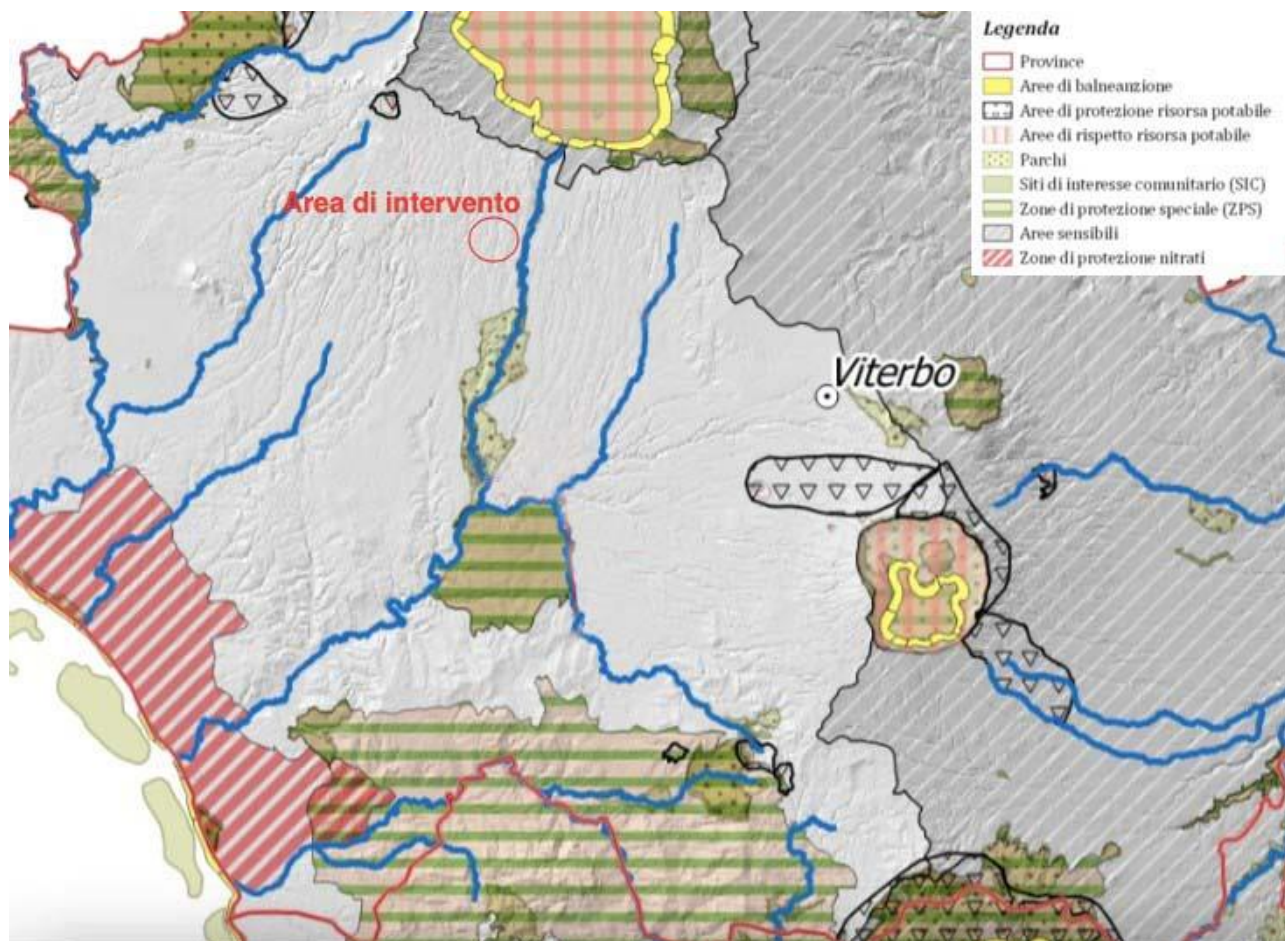 Legenda
Province
Aree di balneanzione
Aree di protezione risorsa potabile
Aree di rispetto risorsa potabile
Parchi
Siti di interesse comunitario (SIC)
Zone di protezione speciale (ZPS)
Aree sensibili
Zone di protezione nitrati
Area di intervento
Viterbo